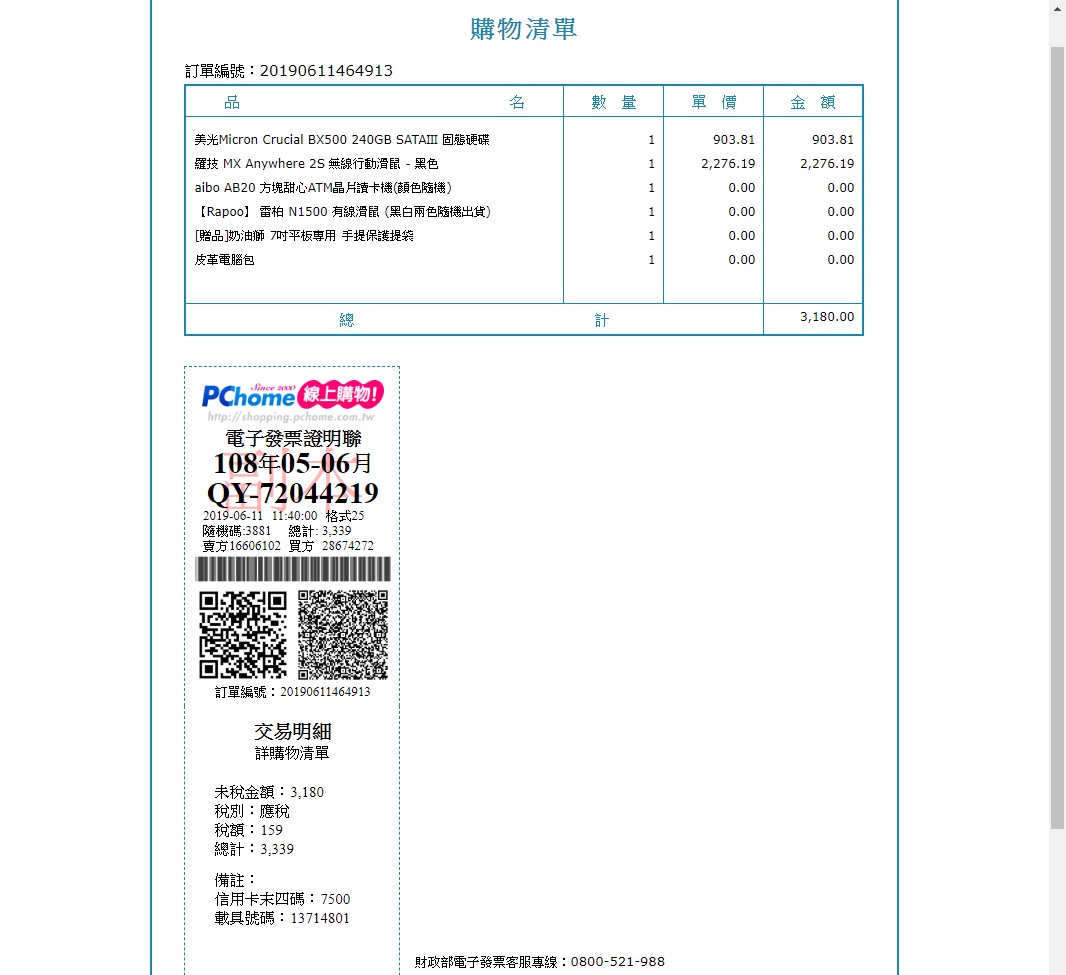 購物清單
訂單編號：20190611464913
品 名 數 量 單 價 金 額
美光Micron Crucial BX500 240GB SATAIII 固態硬碟 1 903.81 903.81
羅技 MX Anywhere 2S 無線行動滑鼠 - 黑色 1 2,276.19 2,276.19
aibo AB20 方塊甜心ATM晶片讀卡機(顏色隨機) 1 0.00 0.00
【Rapoo】 雷柏 N1500 有線滑鼠 (黑白兩色隨機出貨) 1 0.00 0.00
[贈品]奶油獅 7吋平板專用 手提保護提袋 1 0.00 0.00
皮革電腦包 1 0.00 0.00
總 計 3,180.00
Since 2000
PChome 線上購物!
http://shopping.pchome.com.tw
電子發票證明聯
副本
108年05-06月
QY-72044219
2019-06-11 11:40:00 格式25
隨機碼:3881 總計: 3,339
賣方16606102 買方 28674272
訂單編號：20190611464913
交易明細
詳購物清單
未稅金額：3,180
稅別：應稅
稅額：159
總計：3,339
備註：
信用卡末四碼：7500
載具號碼：13714801
財政部電子發票客服專線：0800-521-988